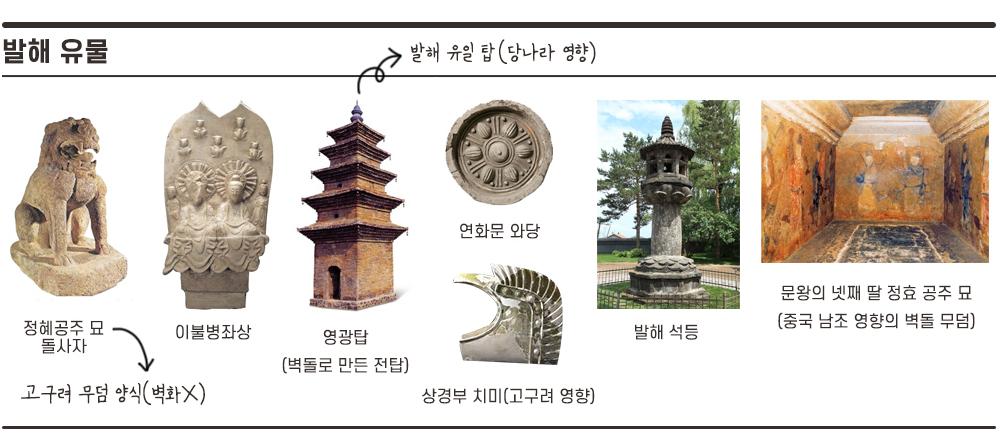 발해 유물
발해 유일 탑(당나라 영향)
정혜공주 묘
돌사자
고구려 무덤 양식(벽화X)
이불병좌상
영광탑
(벽돌로 만든 전탑)
연화문 와당
상경부 치미(고구려 영향)
발해 석등
문왕의 넷째 딸 정효 공주 묘
(중국 남조 영향의 벽돌 무덤)